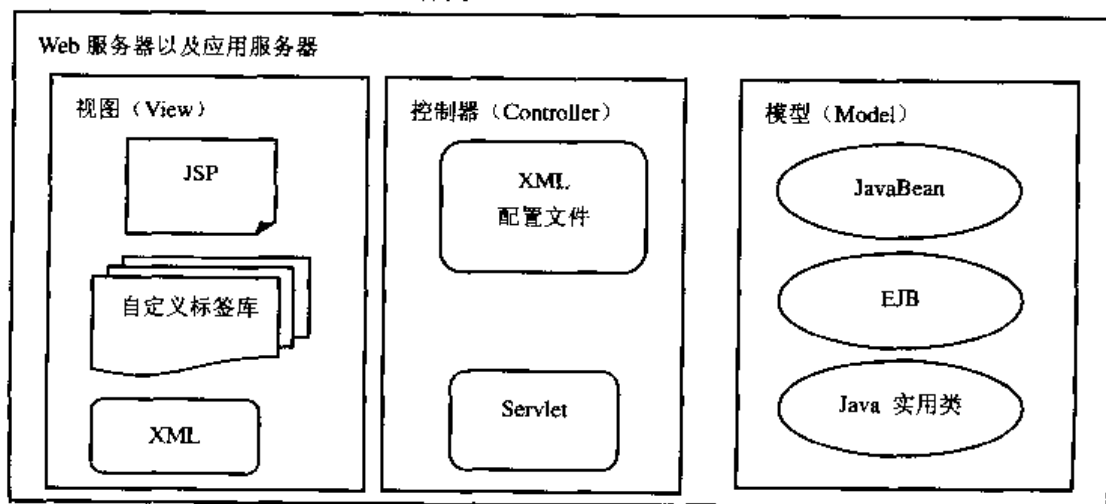 Web 服务器以及应用服务器
视图（View）
JSP
自定义标签库
XML
控制器（Controller）
XML
配置文件
Servlet
模型（Model）
JavaBean
EJB
Java 实用类